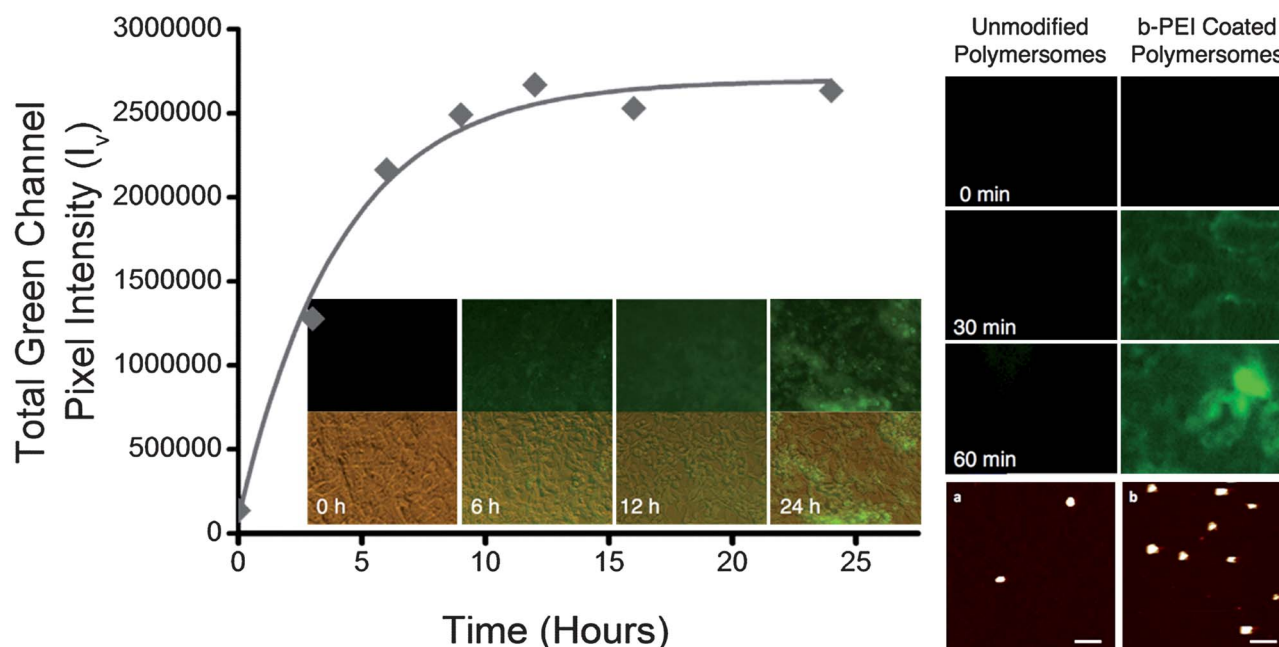 Total Green Channel
Pixel Intensity (Iv)
3000000
2500000
2000000
1500000
1000000
500000
0
0 h
6 h
12 h
24 h
0
5
10
15
20
25
Time (Hours)
Unmodified
Polymersomes
b-PEI Coated
Polymersomes
0 min
30 min
60 min
a
b